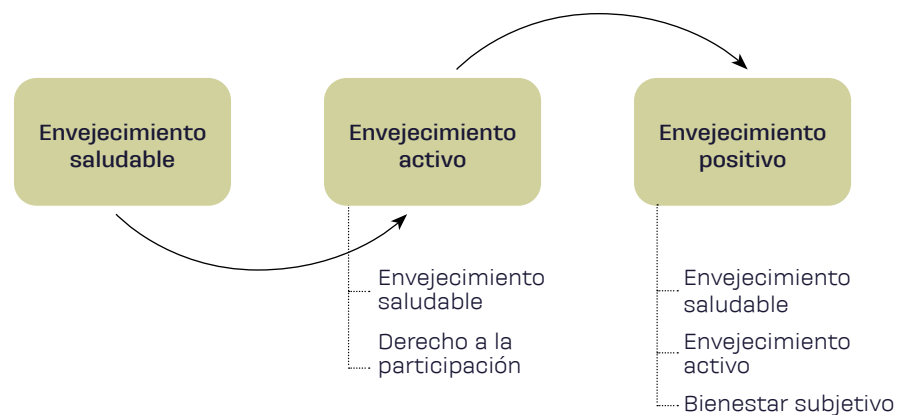 Envejecimiento
saludable
Envejecimiento
activo
Envejecimiento
positivo
Envejecimiento
saludable
Derecho a la
participación
Envejecimiento
saludable
Envejecimiento
activo
Bienestar subjetivo